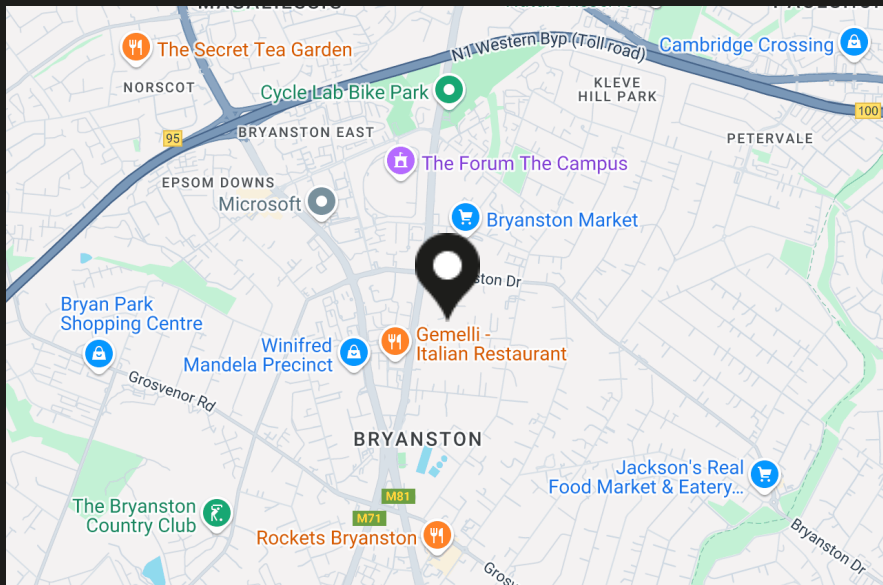 The Secret Tea Garden
N1 Western Byp (Toll road)
Cambridge Crossing
NORSCOT
Cycle Lab Bike Park
KLEVE
HILL PARK
100
95
BRYANSTON EAST
PETERVALE
The Forum The Campus
EPSOM DOWNS
Microsoft
Bryanston Market
Dr
Bryan Park
Shopping Centre
Winifred
Mandela Precinct
Gemelli -
Italian Restaurant
Grosvenor Rd
BRYANSTON
Jackson's Real
Food Market & Eatery...
M81
M71
The Bryanston
Country Club
Rockets Bryanston
Bryanston Dr